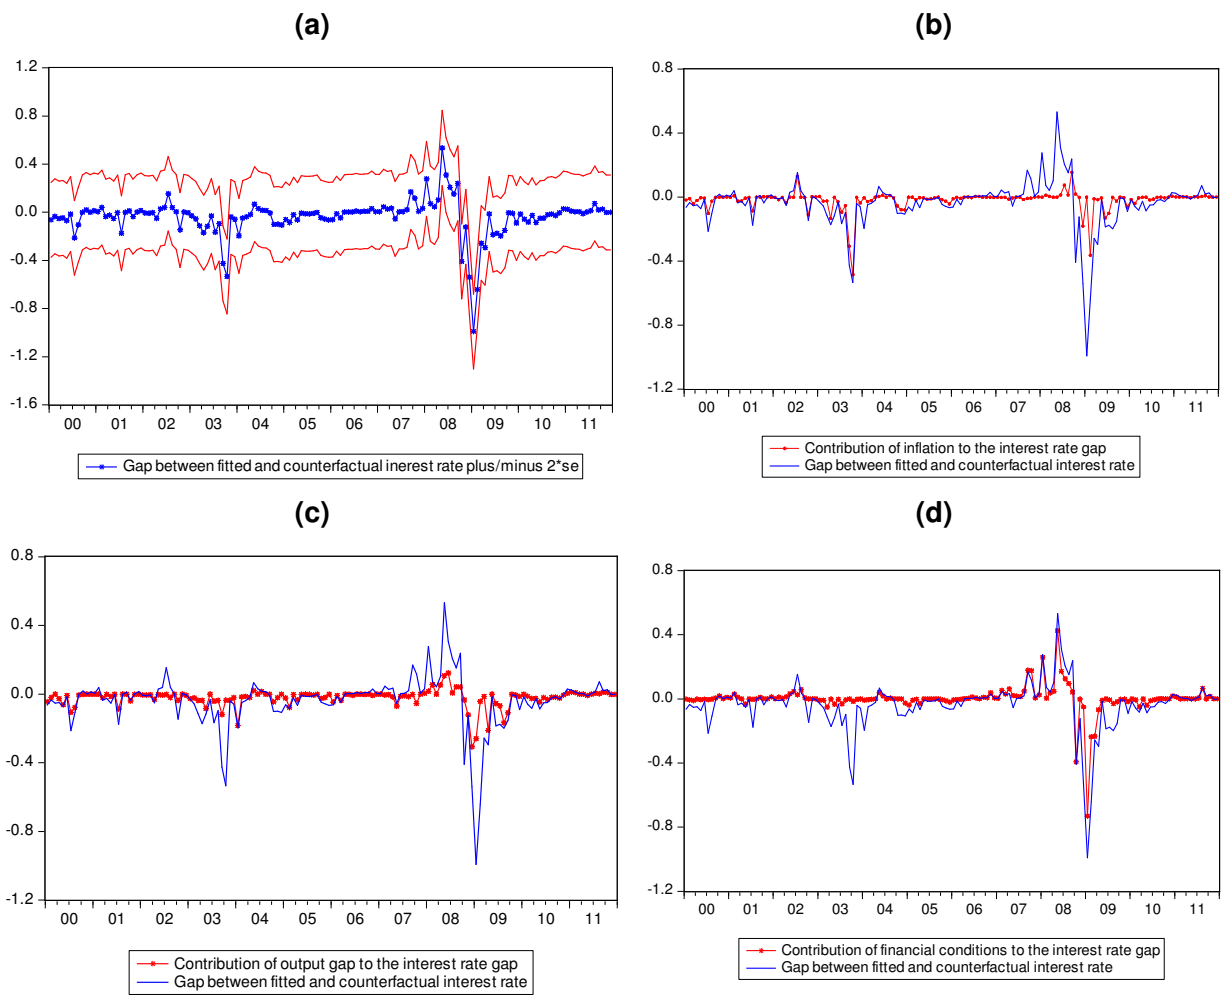 (a)
1.2
0.8
0.4
0.0
-0.4
-0.8
-1.2
-1.6
00 01 02 03 04 05 06 07 08 09 10 11
Gap between fitted and counterfactual inerest rate plus/minus 2*se
(b)
0.8
0.4
0.0
-0.4
-0.8
-1.2
00 01 02 03 04 05 06 07 08 09 10 11
Contribution of inflation to the interest rate gap
Gap between fitted and counterfactual interest rate
(c)
0.8
0.4
0.0
-0.4
-0.8
-1.2
00 01 02 03 04 05 06 07 08 09 10 11
Contribution of output gap to the interest rate gap
Gap between fitted and counterfactual interest rate
(d)
0.8
0.4
0.0
-0.4
-0.8
-1.2
00 01 02 03 04 05 06 07 08 09 10 11
Contribution of financial conditions to the interest rate gap
Gap between fitted and counterfactual interest rate